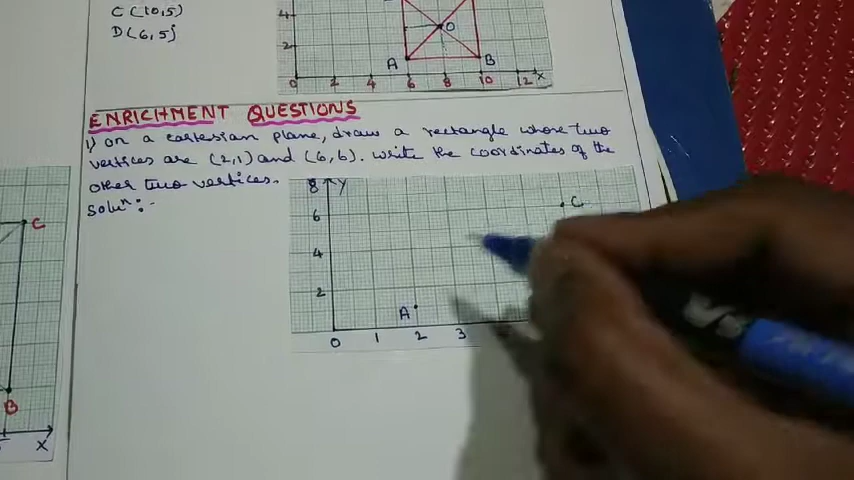 C (10,5)
D (6,5)
4
2
0 2 4 6 8 10 12 X
A
B
O
ENRICHMENT QUESTIONS
1) On a cartesian plane, draw a rectangle whose two
vertices are (2,1) and (6,6). Write the coordinates of the
other two vertices.
Soluⁿ:-
8 Y
6
4
2
0 1 2 3
A
C
C
B
X